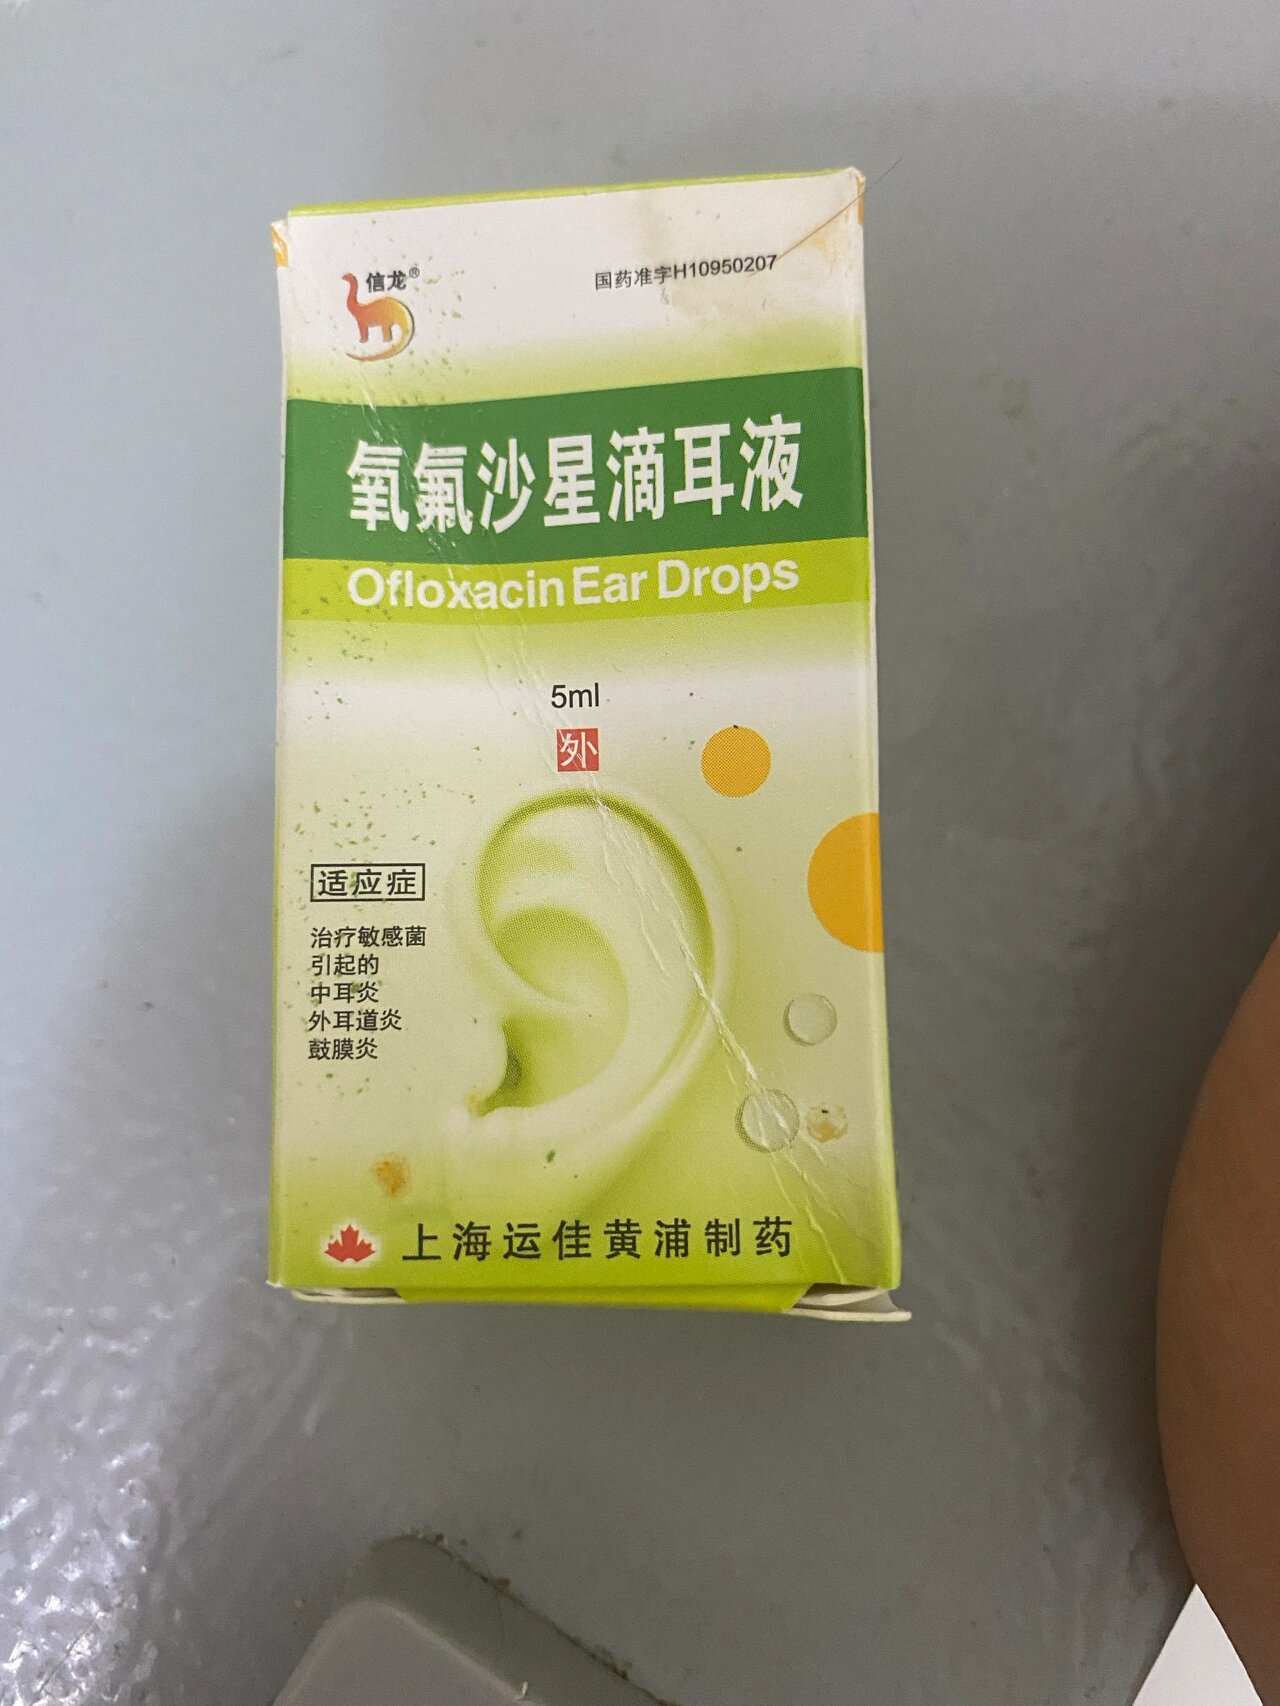 信龙®
国药准字H10950207
氧氟沙星滴耳液
Ofloxacin Ear Drops
5ml
外
适应症
治疗敏感菌
引起的
中耳炎
外耳道炎
鼓膜炎
上海运佳黄浦制药